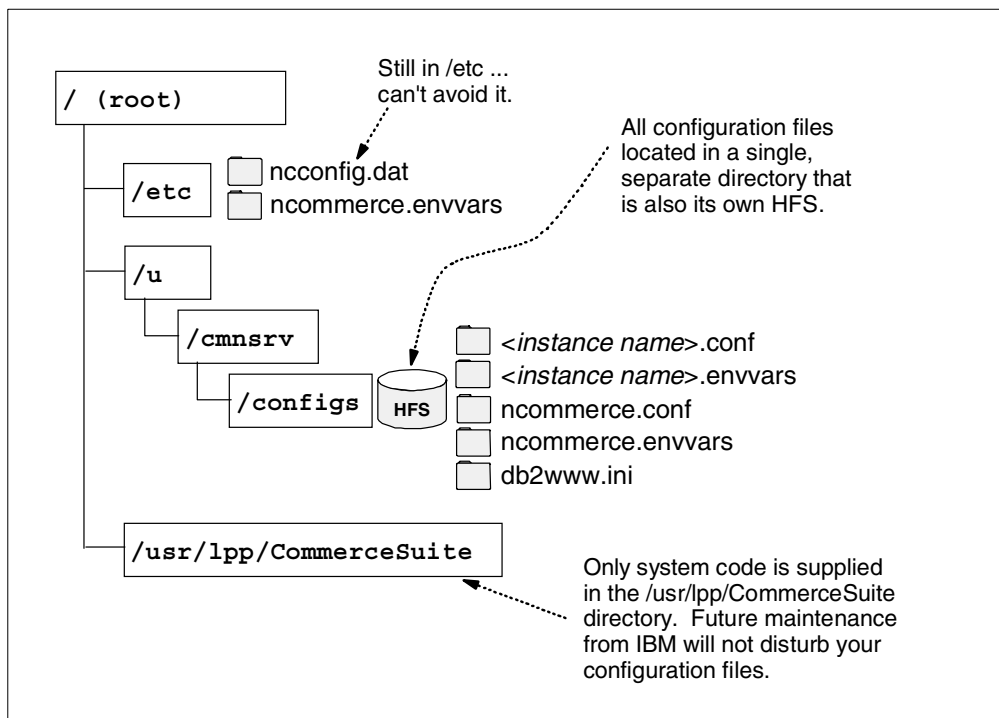 Still in /etc ...
can't avoid it.
/ (root)
All configuration files
located in a single,
separate directory that
is also its own HFS.
/etc
ncconfig.dat
ncommerce.envvars
/u
/cmnsrv
/configs
HFS
<instance name>.conf
<instance name>.envvars
ncommerce.conf
ncommerce.envvars
db2www.ini
/usr/lpp/CommerceSuite
Only system code is supplied
in the /usr/lpp/CommerceSuite
directory.  Future maintenance
from IBM will not disturb your
configuration files.